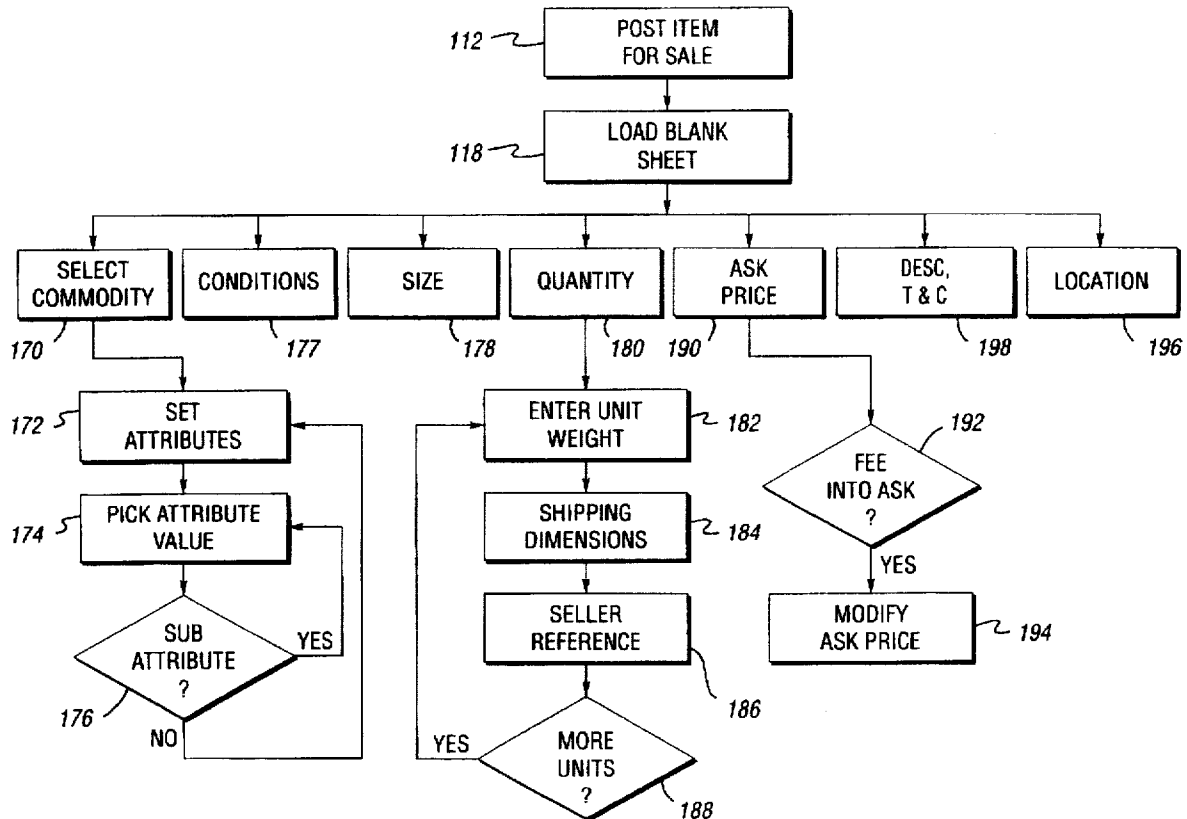 112
POST ITEM
FOR SALE
118
LOAD BLANK
SHEET
SELECT
COMMODITY
CONDITIONS
SIZE
QUANTITY
ASK
PRICE
DESC,
T & C
LOCATION
170
177
178
180
190
198
196
172
SET
ATTRIBUTES
ENTER UNIT
WEIGHT
182
192
FEE
INTO ASK
?
174
PICK ATTRIBUTE
VALUE
SHIPPING
DIMENSIONS
184
YES
SUB
ATTRIBUTE
?
YES
SELLER
REFERENCE
MODIFY
ASK PRICE
194
176
NO
186
YES
MORE
UNITS
?
188